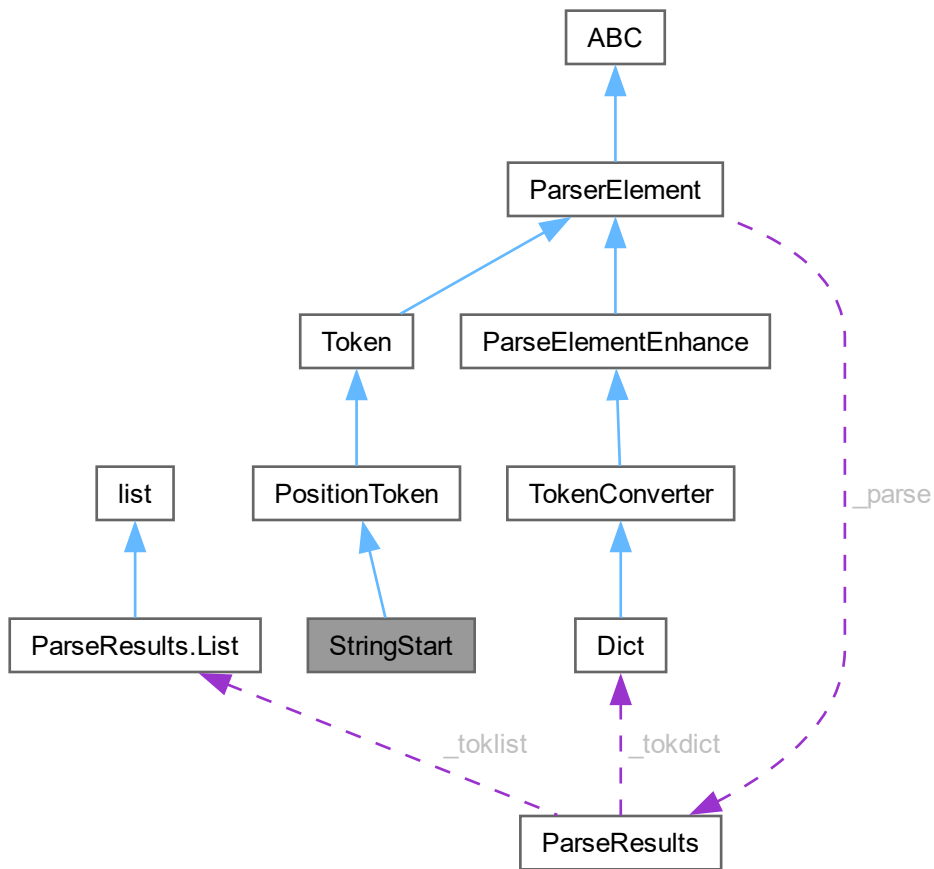 ABC
ParserElement
Token
ParseElementEnhance
list
PositionToken
TokenConverter
_parse
ParseResults.List
StringStart
Dict
_toklist
_tokdict
ParseResults